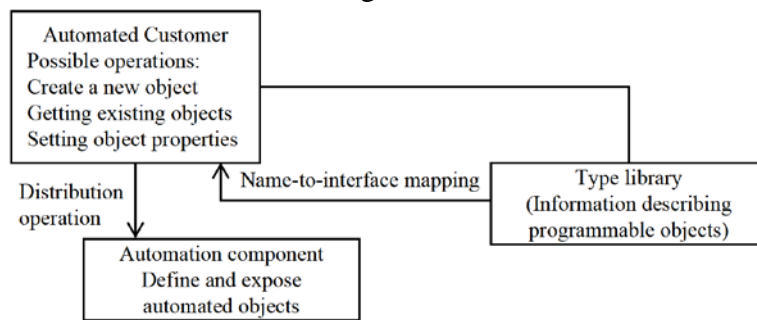 Automated Customer
Possible operations:
Create a new object
Getting existing objects
Setting object properties
Distribution
operation
Name-to-interface mapping
Type library
(Information describing
programmable objects)
Automation component
Define and expose
automated objects